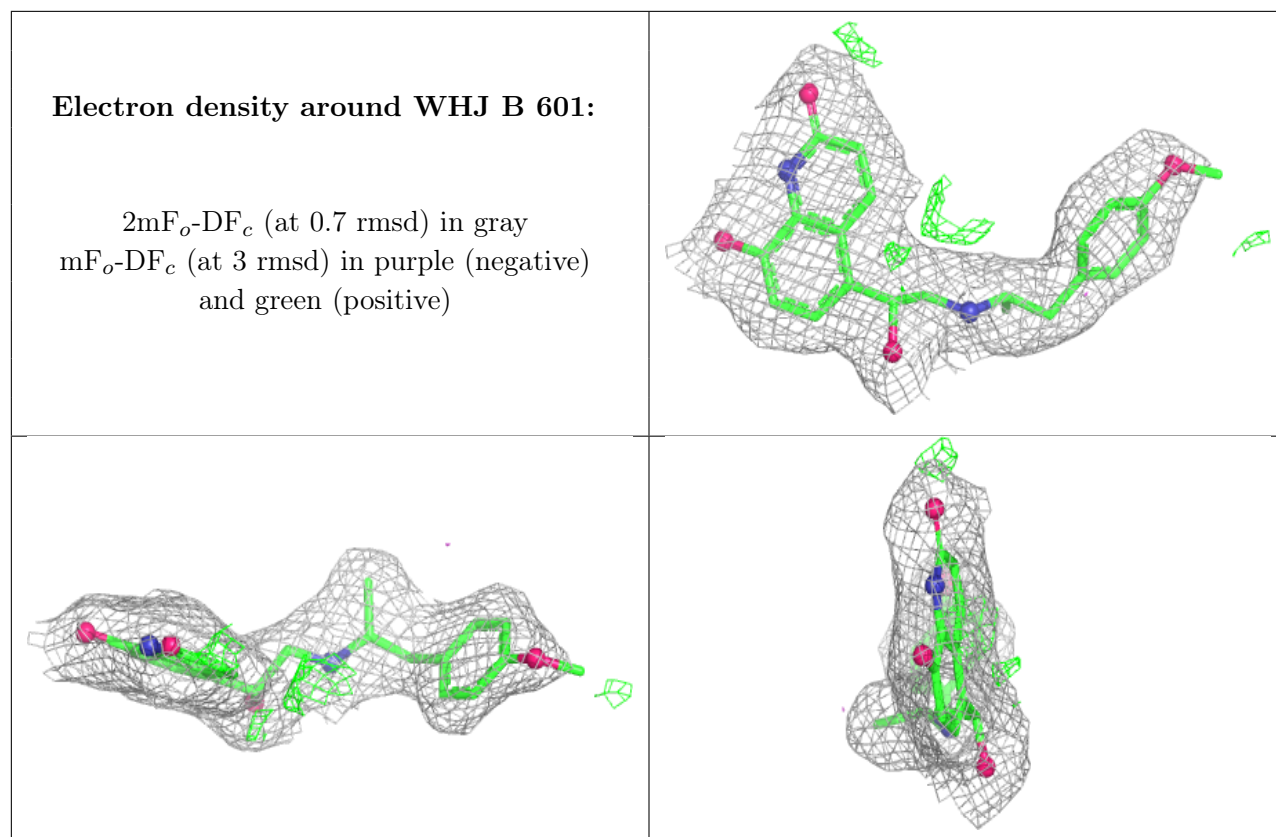 Electron density around WHJ B 601:
2mFo-DFc (at 0.7 rmsd) in gray
mFo-DFc (at 3 rmsd) in purple (negative)
and green (positive)